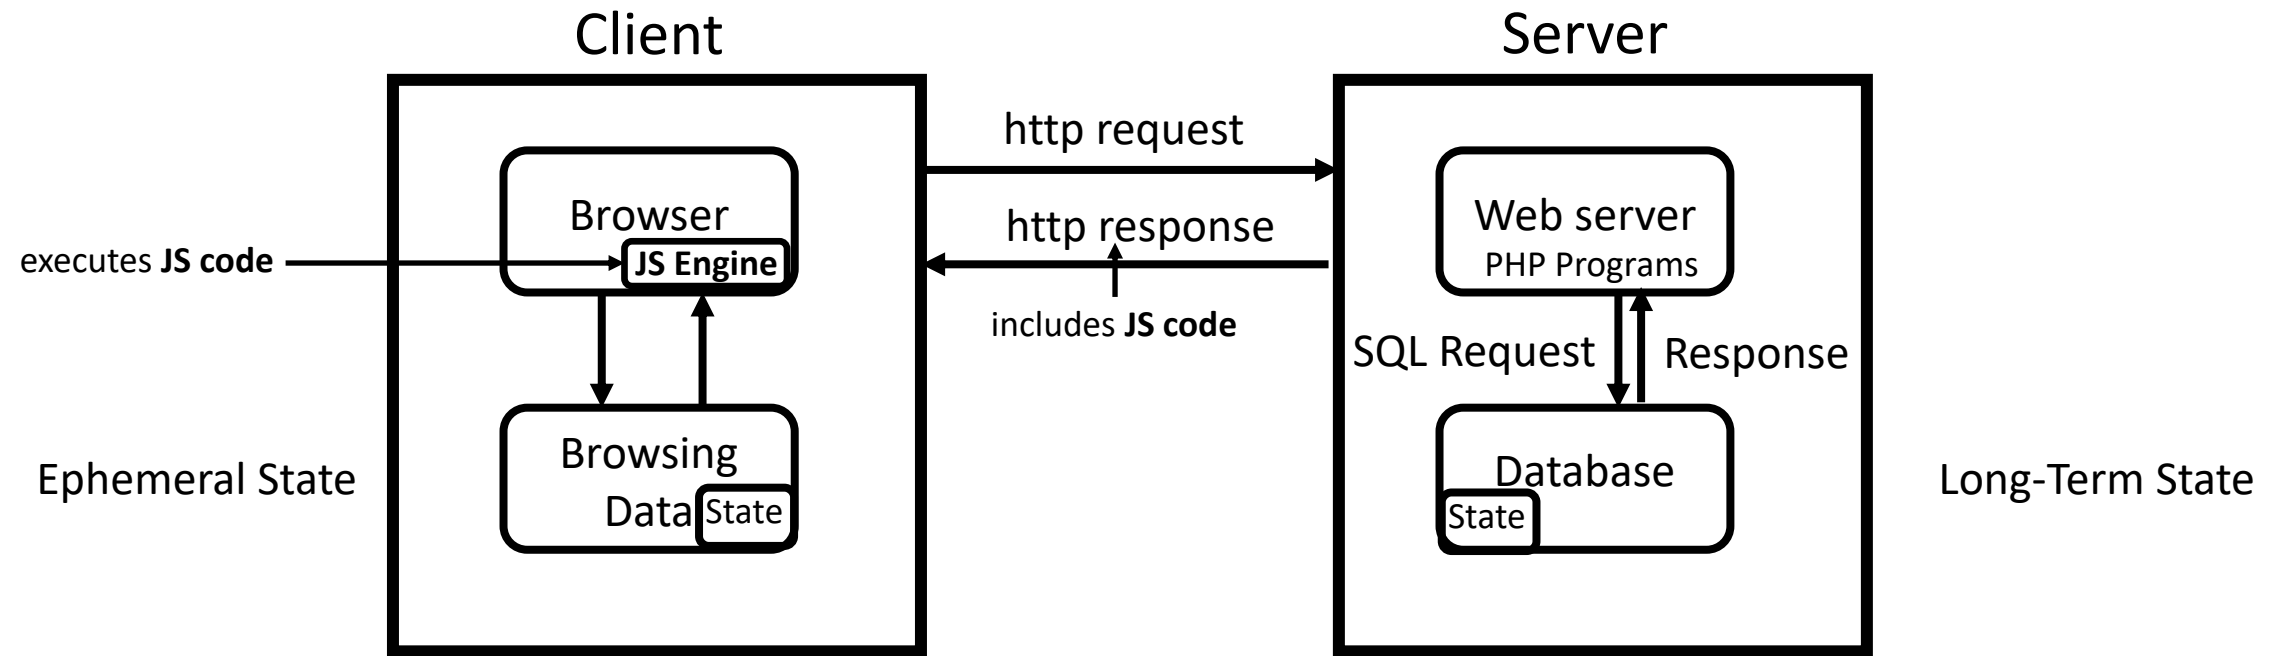 Client
Server
http request
Browser
JS Engine
executes JS code
http response
includes JS code
Web server
PHP Programs
SQL Request
Response
Browsing
Data
State
Ephemeral State
Database
State
Long-Term State